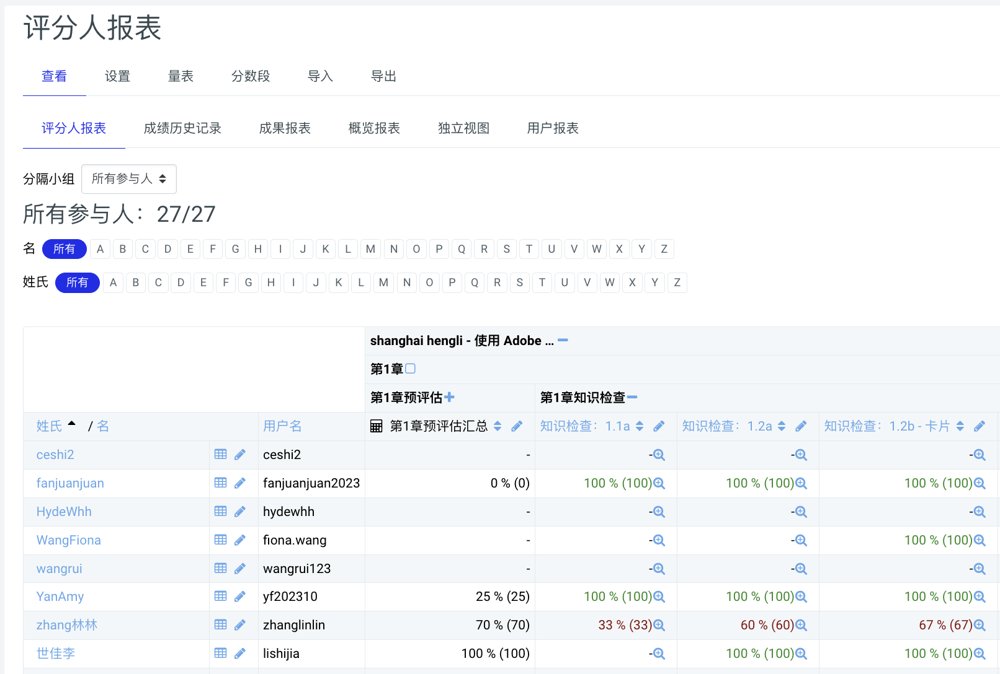 评分人报表
查看 设置 量表 分数段 导入 导出
评分人报表 成绩历史记录 成果报表 概览报表 独立视图 用户报表
分隔小组 所有参与人
所有参与人：27/27
名 所有 A B C D E F G H I J K L M N O P Q R S T U V W X Y Z
姓氏 所有 A B C D E F G H I J K L M N O P Q R S T U V W X Y Z
shanghai hengli - 使用 Adobe ...
第1章
第1章预评估 第1章知识检查
姓氏 / 名 用户名 第1章预评估汇总 知识检查：1.1a 知识检查：1.2a 知识检查：1.2b - 卡片
ceshi2 ceshi2 - - - -
fanjuanjuan fanjuanjuan2023 0 % (0) 100 % (100) 100 % (100) 100 % (100)
HydeWhh hydewhh - - - -
WangFiona fiona.wang - - - 100 % (100)
wangrui wangrui123 - - - -
YanAmy yf202310 25 % (25) 100 % (100) 100 % (100) 100 % (100)
zhang林林 zhanglinlin 70 % (70) 33 % (33) 60 % (60) 67 % (67)
世佳李 lishijia 100 % (100) - 100 % (100) 100 % (100)